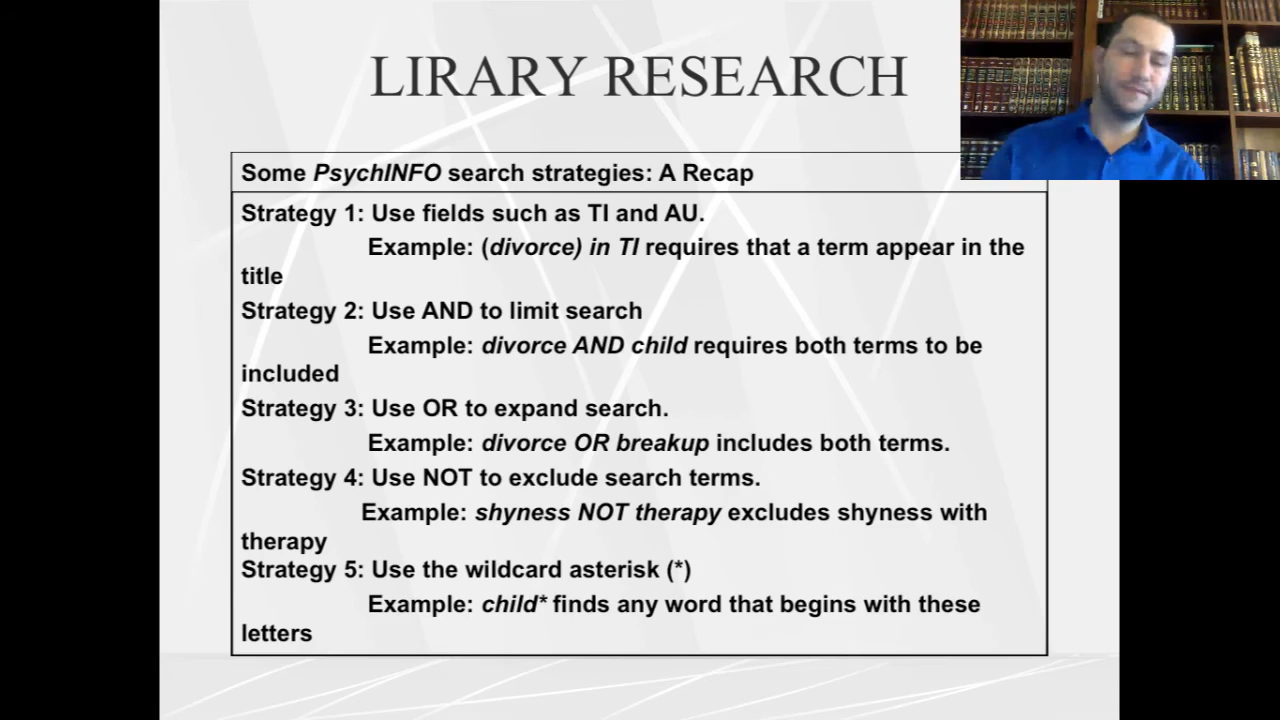 LIRARY RESEARCH
Some PsychINFO search strategies: A Recap
Strategy 1: Use fields such as TI and AU.
Example: (divorce) in TI requires that a term appear in the
title
Strategy 2: Use AND to limit search
Example: divorce AND child requires both terms to be
included
Strategy 3: Use OR to expand search.
Example: divorce OR breakup includes both terms.
Strategy 4: Use NOT to exclude search terms.
Example: shyness NOT therapy excludes shyness with
therapy
Strategy 5: Use the wildcard asterisk (*)
Example: child* finds any word that begins with these
letters